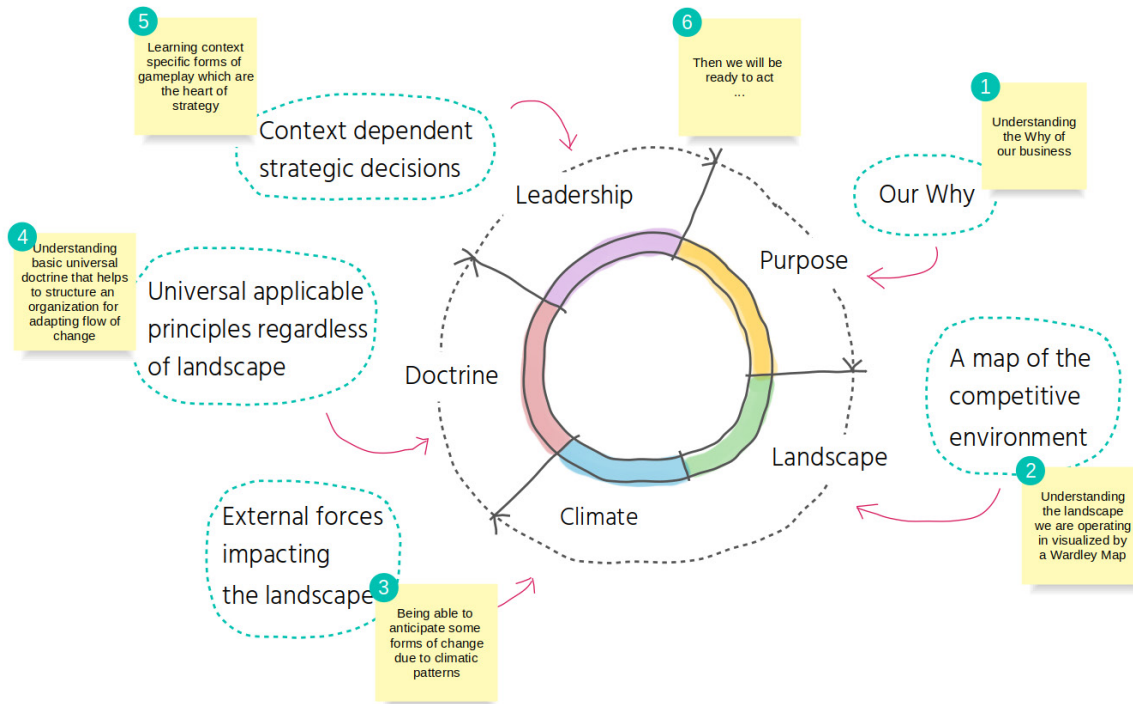 5
Learning context
specific forms of
gameplay which are
the heart of
strategy
Context dependent
strategic decisions
6
Then we will be
ready to act
...
1
Understanding
the Why of
our business
Our Why
Leadership
Purpose
4
Understanding
basic universal
doctrine that helps
to structure an
organization for
adapting flow of
change
Universal applicable
principles regardless
of landscape
Doctrine
A map of the
competitive
environment
2
Understanding
the landscape
we are operating
in visualized by
a Wardley Map
Landscape
Climate
External forces
impacting
the landscape
3
Being able to
anticipate some
forms of change
due to climatic
patterns